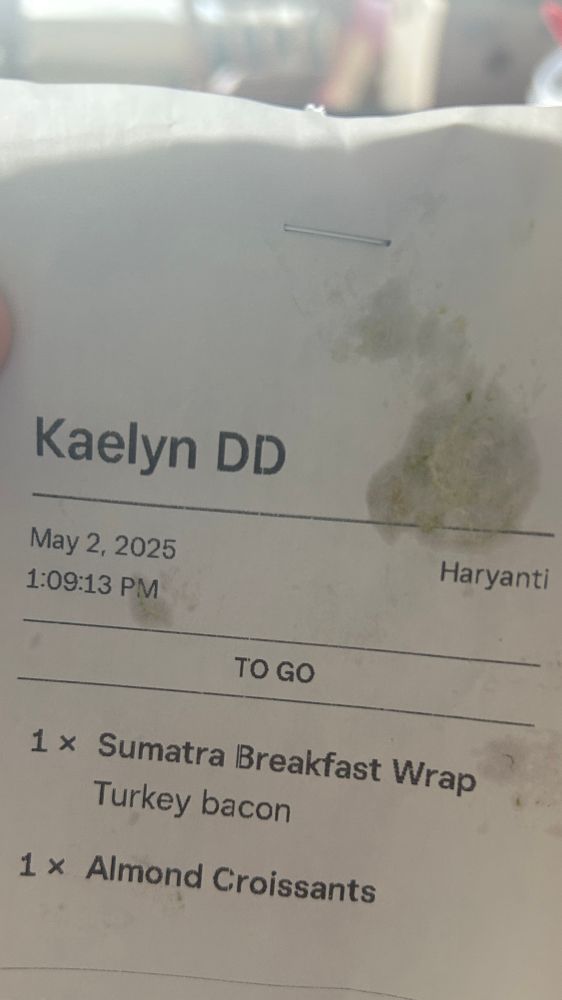 Kaelyn DD
May 2, 2025
1:09:13 PM
Haryanti
TO GO
1 × Sumatra Breakfast Wrap
Turkey bacon
1 × Almond Croissants